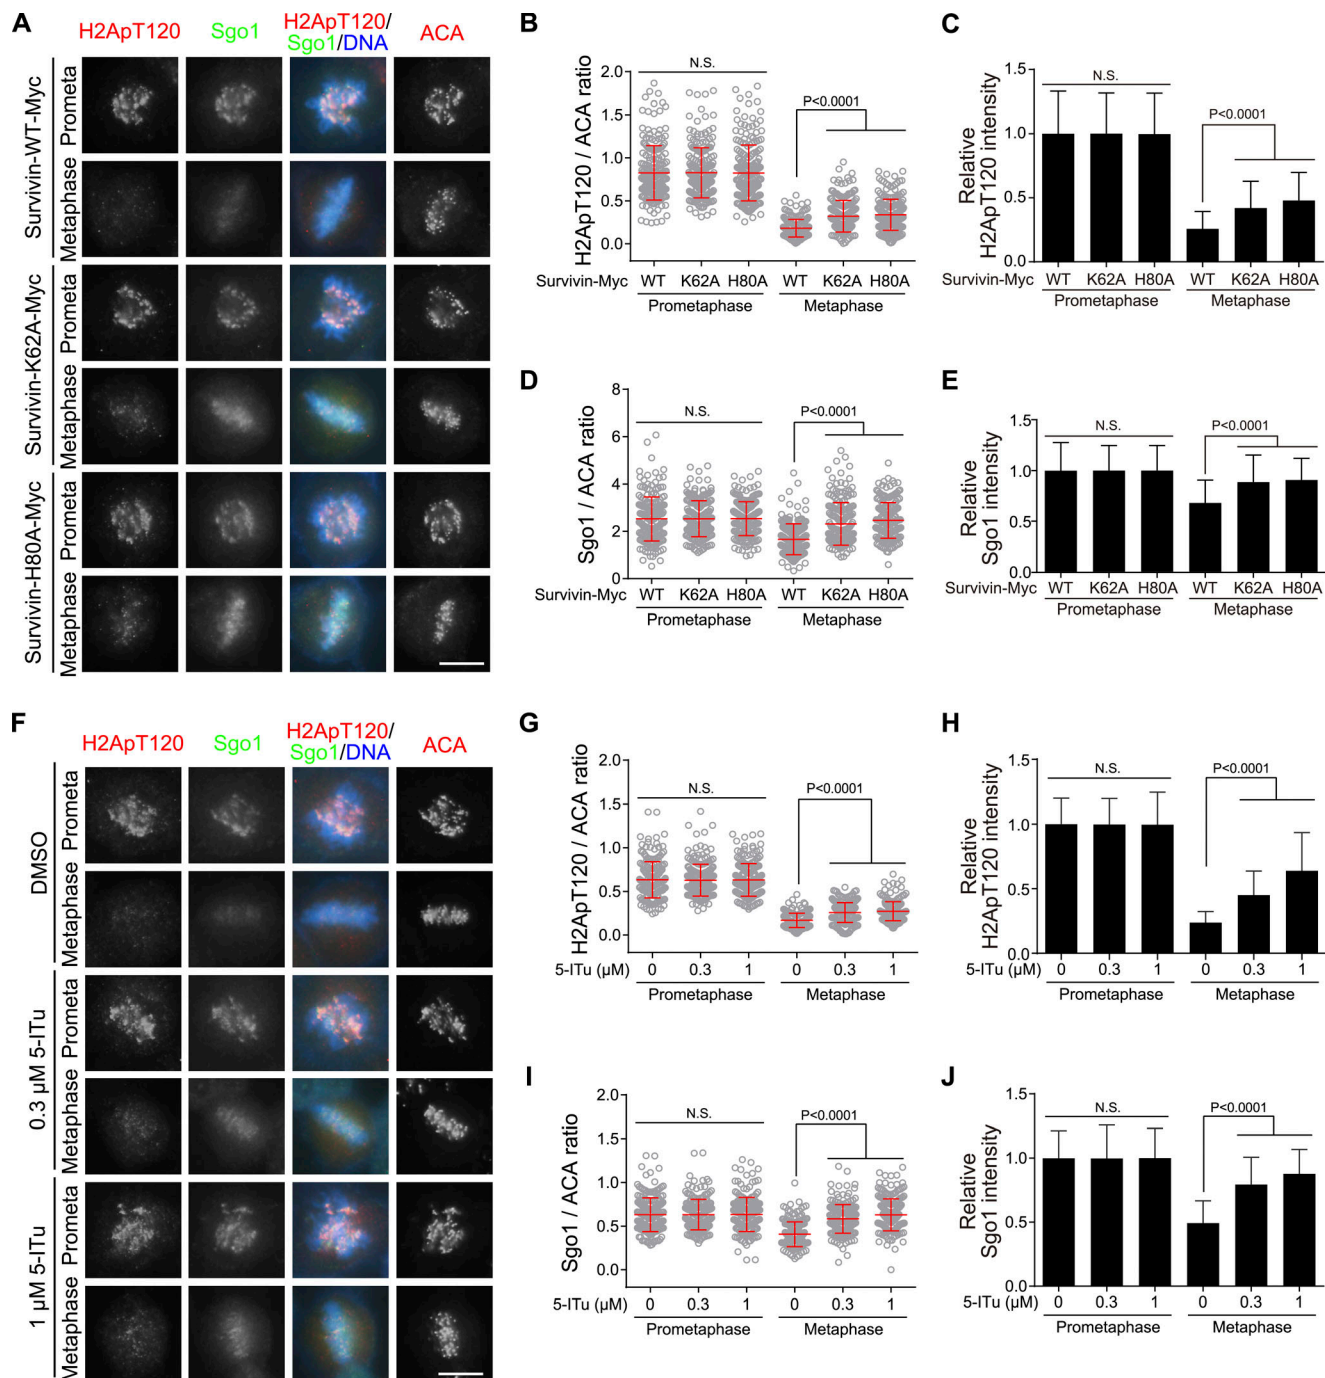 A
H2ApT120
Sgo1
H2ApT120/
Sgo1/DNA
ACA
Survivin-WT-Myc
Prometa
Metaphase
Survivin-K62A-Myc
Prometa
Metaphase
Survivin-H80A-Myc
Prometa
Metaphase
B
H2ApT120 / ACA ratio
2.0
1.5
1.0
0.5
0.0
N.S.
P<0.0001
Survivin-Myc WT K62A H80A WT K62A H80A
Prometaphase Metaphase
C
Relative
H2ApT120 intensity
1.5
1.0
0.5
0.0
N.S.
P<0.0001
Survivin-Myc WT K62A H80A WT K62A H80A
Prometaphase Metaphase
D
Sgo1 / ACA ratio
8
6
4
2
0
N.S.
P<0.0001
Survivin-Myc WT K62A H80A WT K62A H80A
Prometaphase Metaphase
E
Relative
Sgo1 intensity
1.5
1.0
0.5
0.0
N.S.
P<0.0001
Survivin-Myc WT K62A H80A WT K62A H80A
Prometaphase Metaphase
F
H2ApT120
Sgo1
H2ApT120/
Sgo1/DNA
ACA
DMSO
Prometa
Metaphase
0.3 µM 5-ITu
Prometa
Metaphase
1 µM 5-ITu
Prometa
Metaphase
G
H2ApT120 / ACA ratio
2.0
1.5
1.0
0.5
0.0
N.S.
P<0.0001
5-ITu (µM) 0 0.3 1 0 0.3 1
Prometaphase Metaphase
H
Relative
H2ApT120 intensity
1.5
1.0
0.5
0.0
N.S.
P<0.0001
5-ITu (µM) 0 0.3 1 0 0.3 1
Prometaphase Metaphase
I
Sgo1 / ACA ratio
2.0
1.5
1.0
0.5
0.0
N.S.
P<0.0001
5-ITu (µM) 0 0.3 1 0 0.3 1
Prometaphase Metaphase
J
Relative
Sgo1 intensity
1.5
1.0
0.5
0.0
N.S.
P<0.0001
5-ITu (µM) 0 0.3 1 0 0.3 1
Prometaphase Metaphase